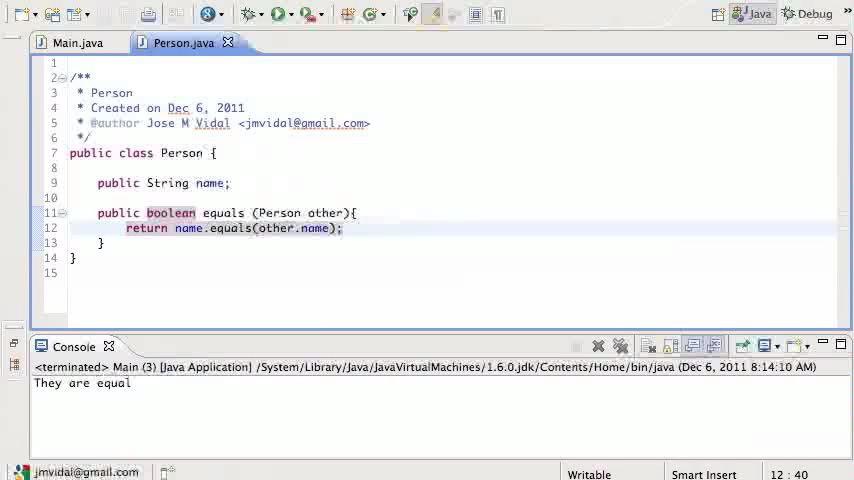 Java
Debug
Main.java
Person.java
1
2 /**
3 * Person
4 * Created on Dec 6, 2011
5 * @author Jose M Vidal <jmvidal@gmail.com>
6 */
7 public class Person {
8
9 public String name;
10
11 public boolean equals (Person other){
12 return name.equals(other.name);
13 }
14 }
15
Console
<terminated> Main (3) [Java Application] /System/Library/Java/JavaVirtualMachines/1.6.0.jdk/Contents/Home/bin/java (Dec 6, 2011 8:14:10 AM)
They are equal
jmvidal@gmail.com
Writable
Smart Insert
12 : 40